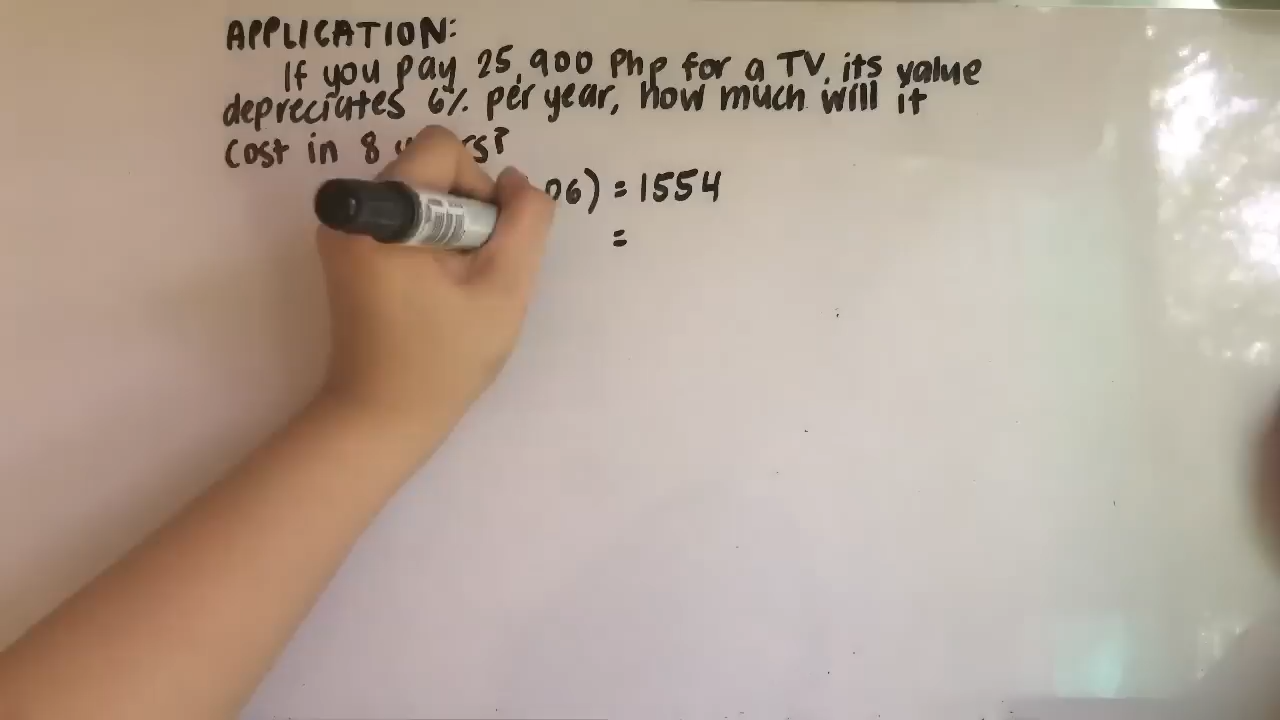 APPLICATION:
If you pay 25,900 Php for a TV, its value
depreciates 6% per year, how much will it
cost in 8
06) = 1554
=